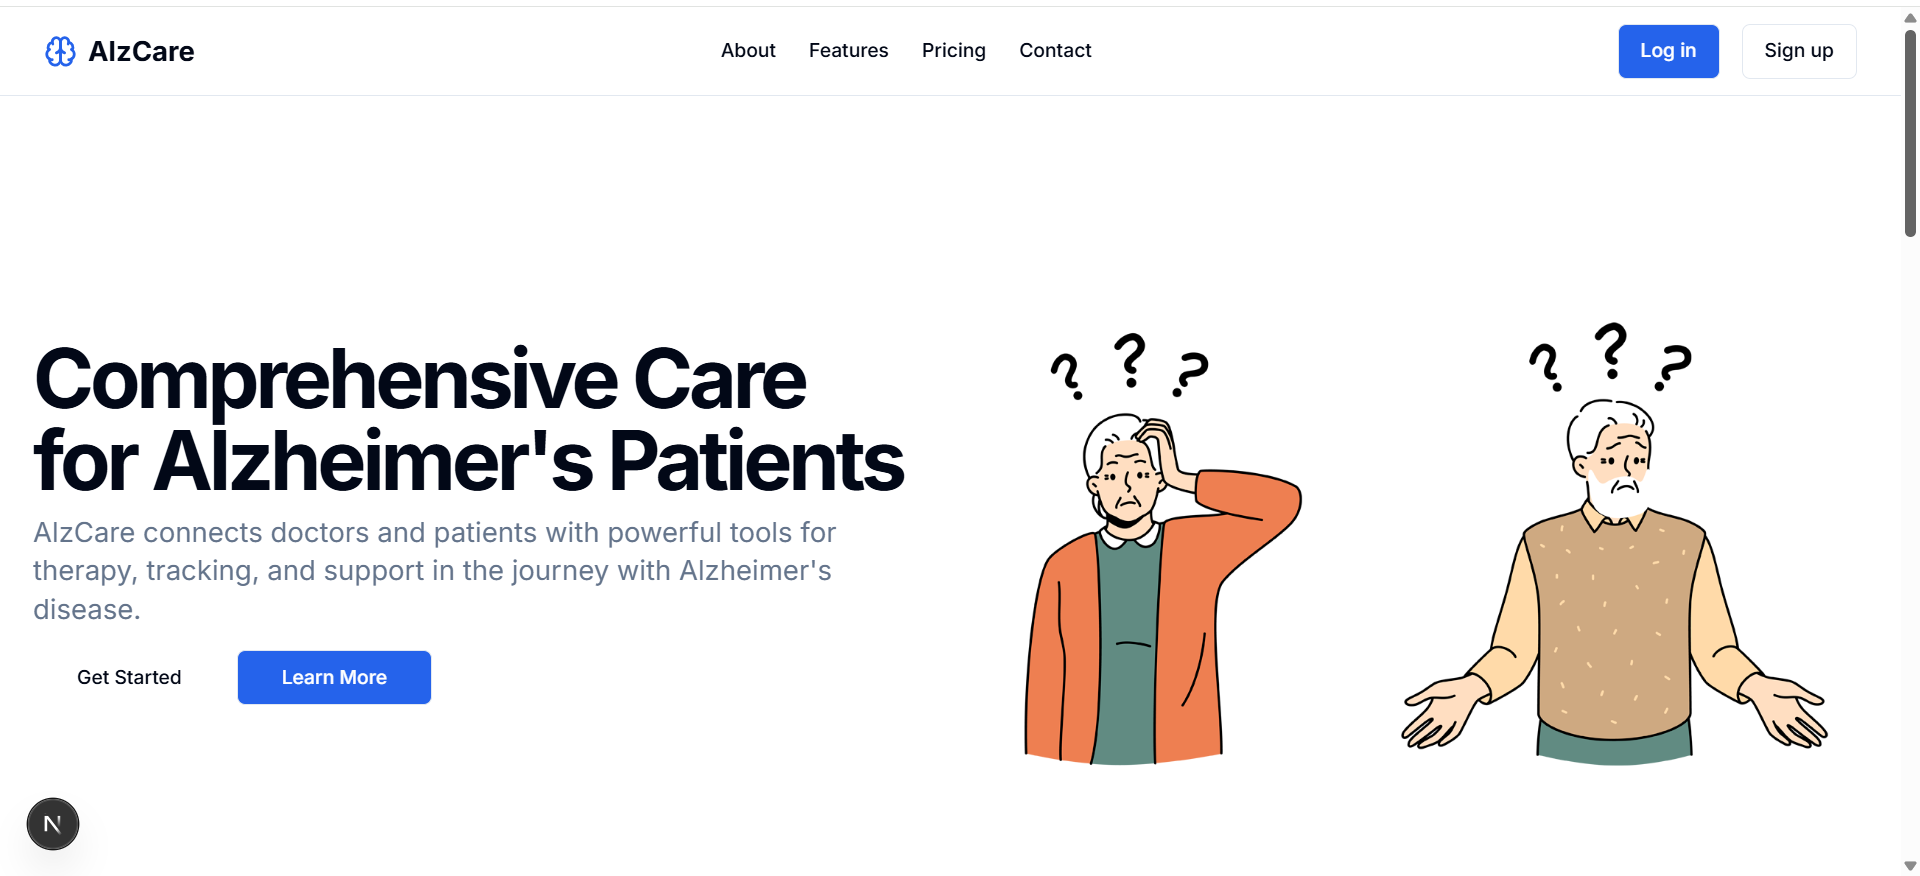 AlzCare
About
Features
Pricing
Contact
Log in
Sign up
Comprehensive Care
for Alzheimer's Patients
AlzCare connects doctors and patients with powerful tools for
therapy, tracking, and support in the journey with Alzheimer's
disease.
Get Started
Learn More
? ? ?
? ? ?
N